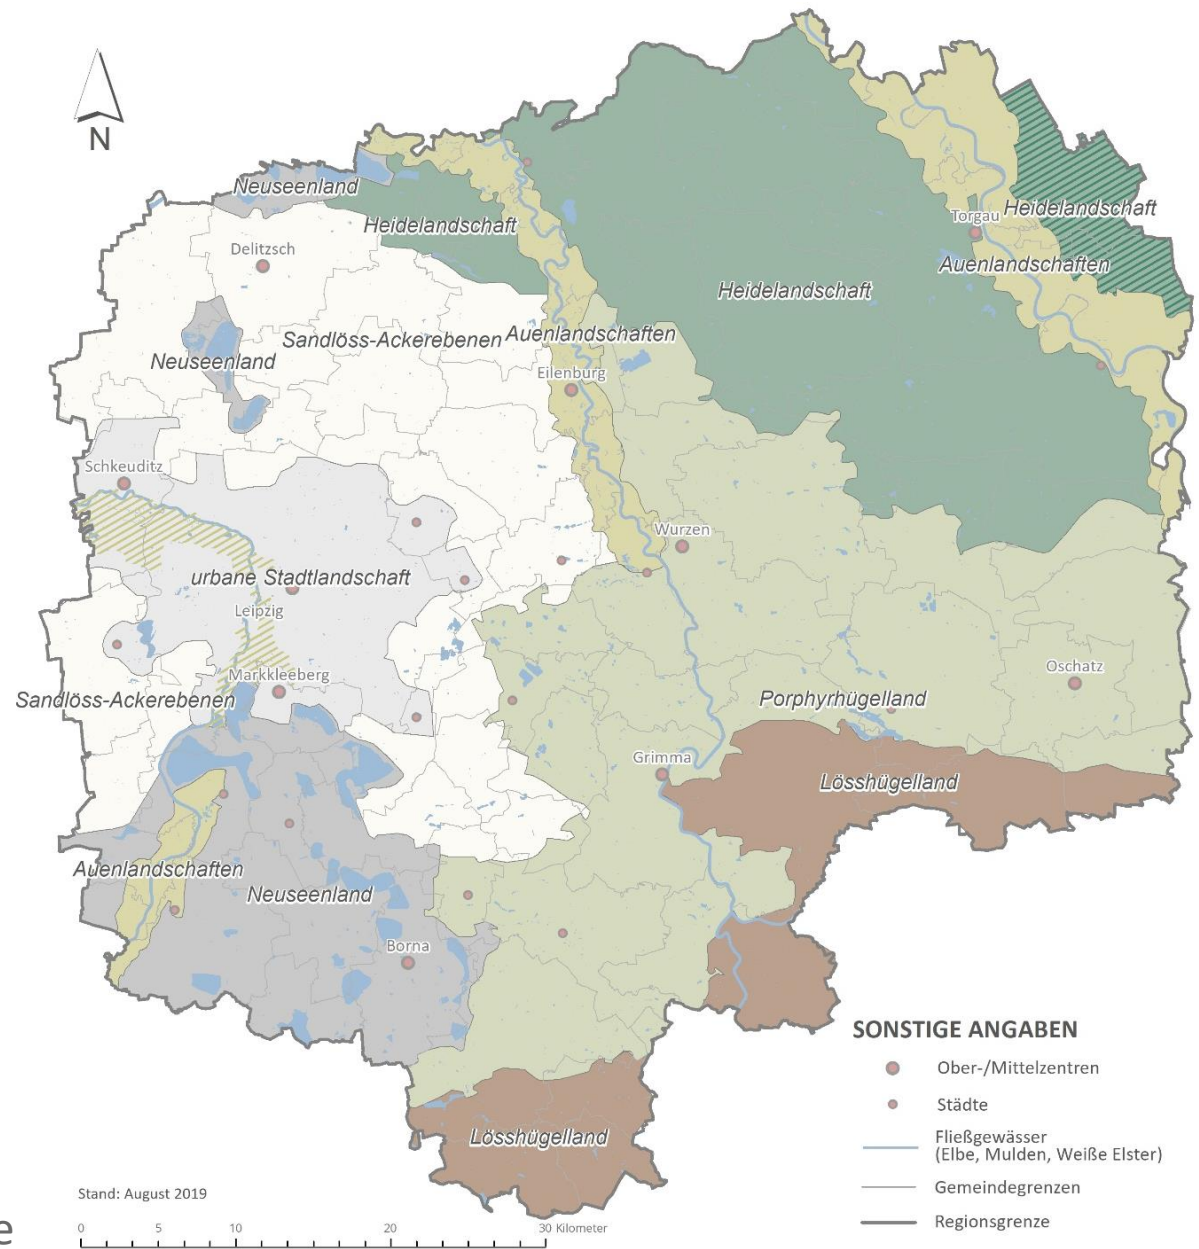 N
Neuseenland
Delitzsch
Heidelandschaft
Torgau
Heidelandschaft
Auenlandschaften
Heidelandschaft
Sandlöss-Ackerebenen
Auenlandschaften
Neuseenland
Eilenburg
Schkeuditz
Wurzen
urbane Stadtlandschaft
Leipzig
Markkleeberg
Oschatz
Sandlöss-Ackerebenen
Porphyrhügelland
Grimma
Lösshügelland
Auenlandschaften
Neuseenland
Borna
Lösshügelland
SONSTIGE ANGABEN
Ober-/Mittelzentren
Städte
Fließgewässer
(Elbe, Mulden, Weiße Elster)
Gemeindegrenzen
Regionsgrenze
Stand: August 2019
e
0 5 10 20 30 Kilometer